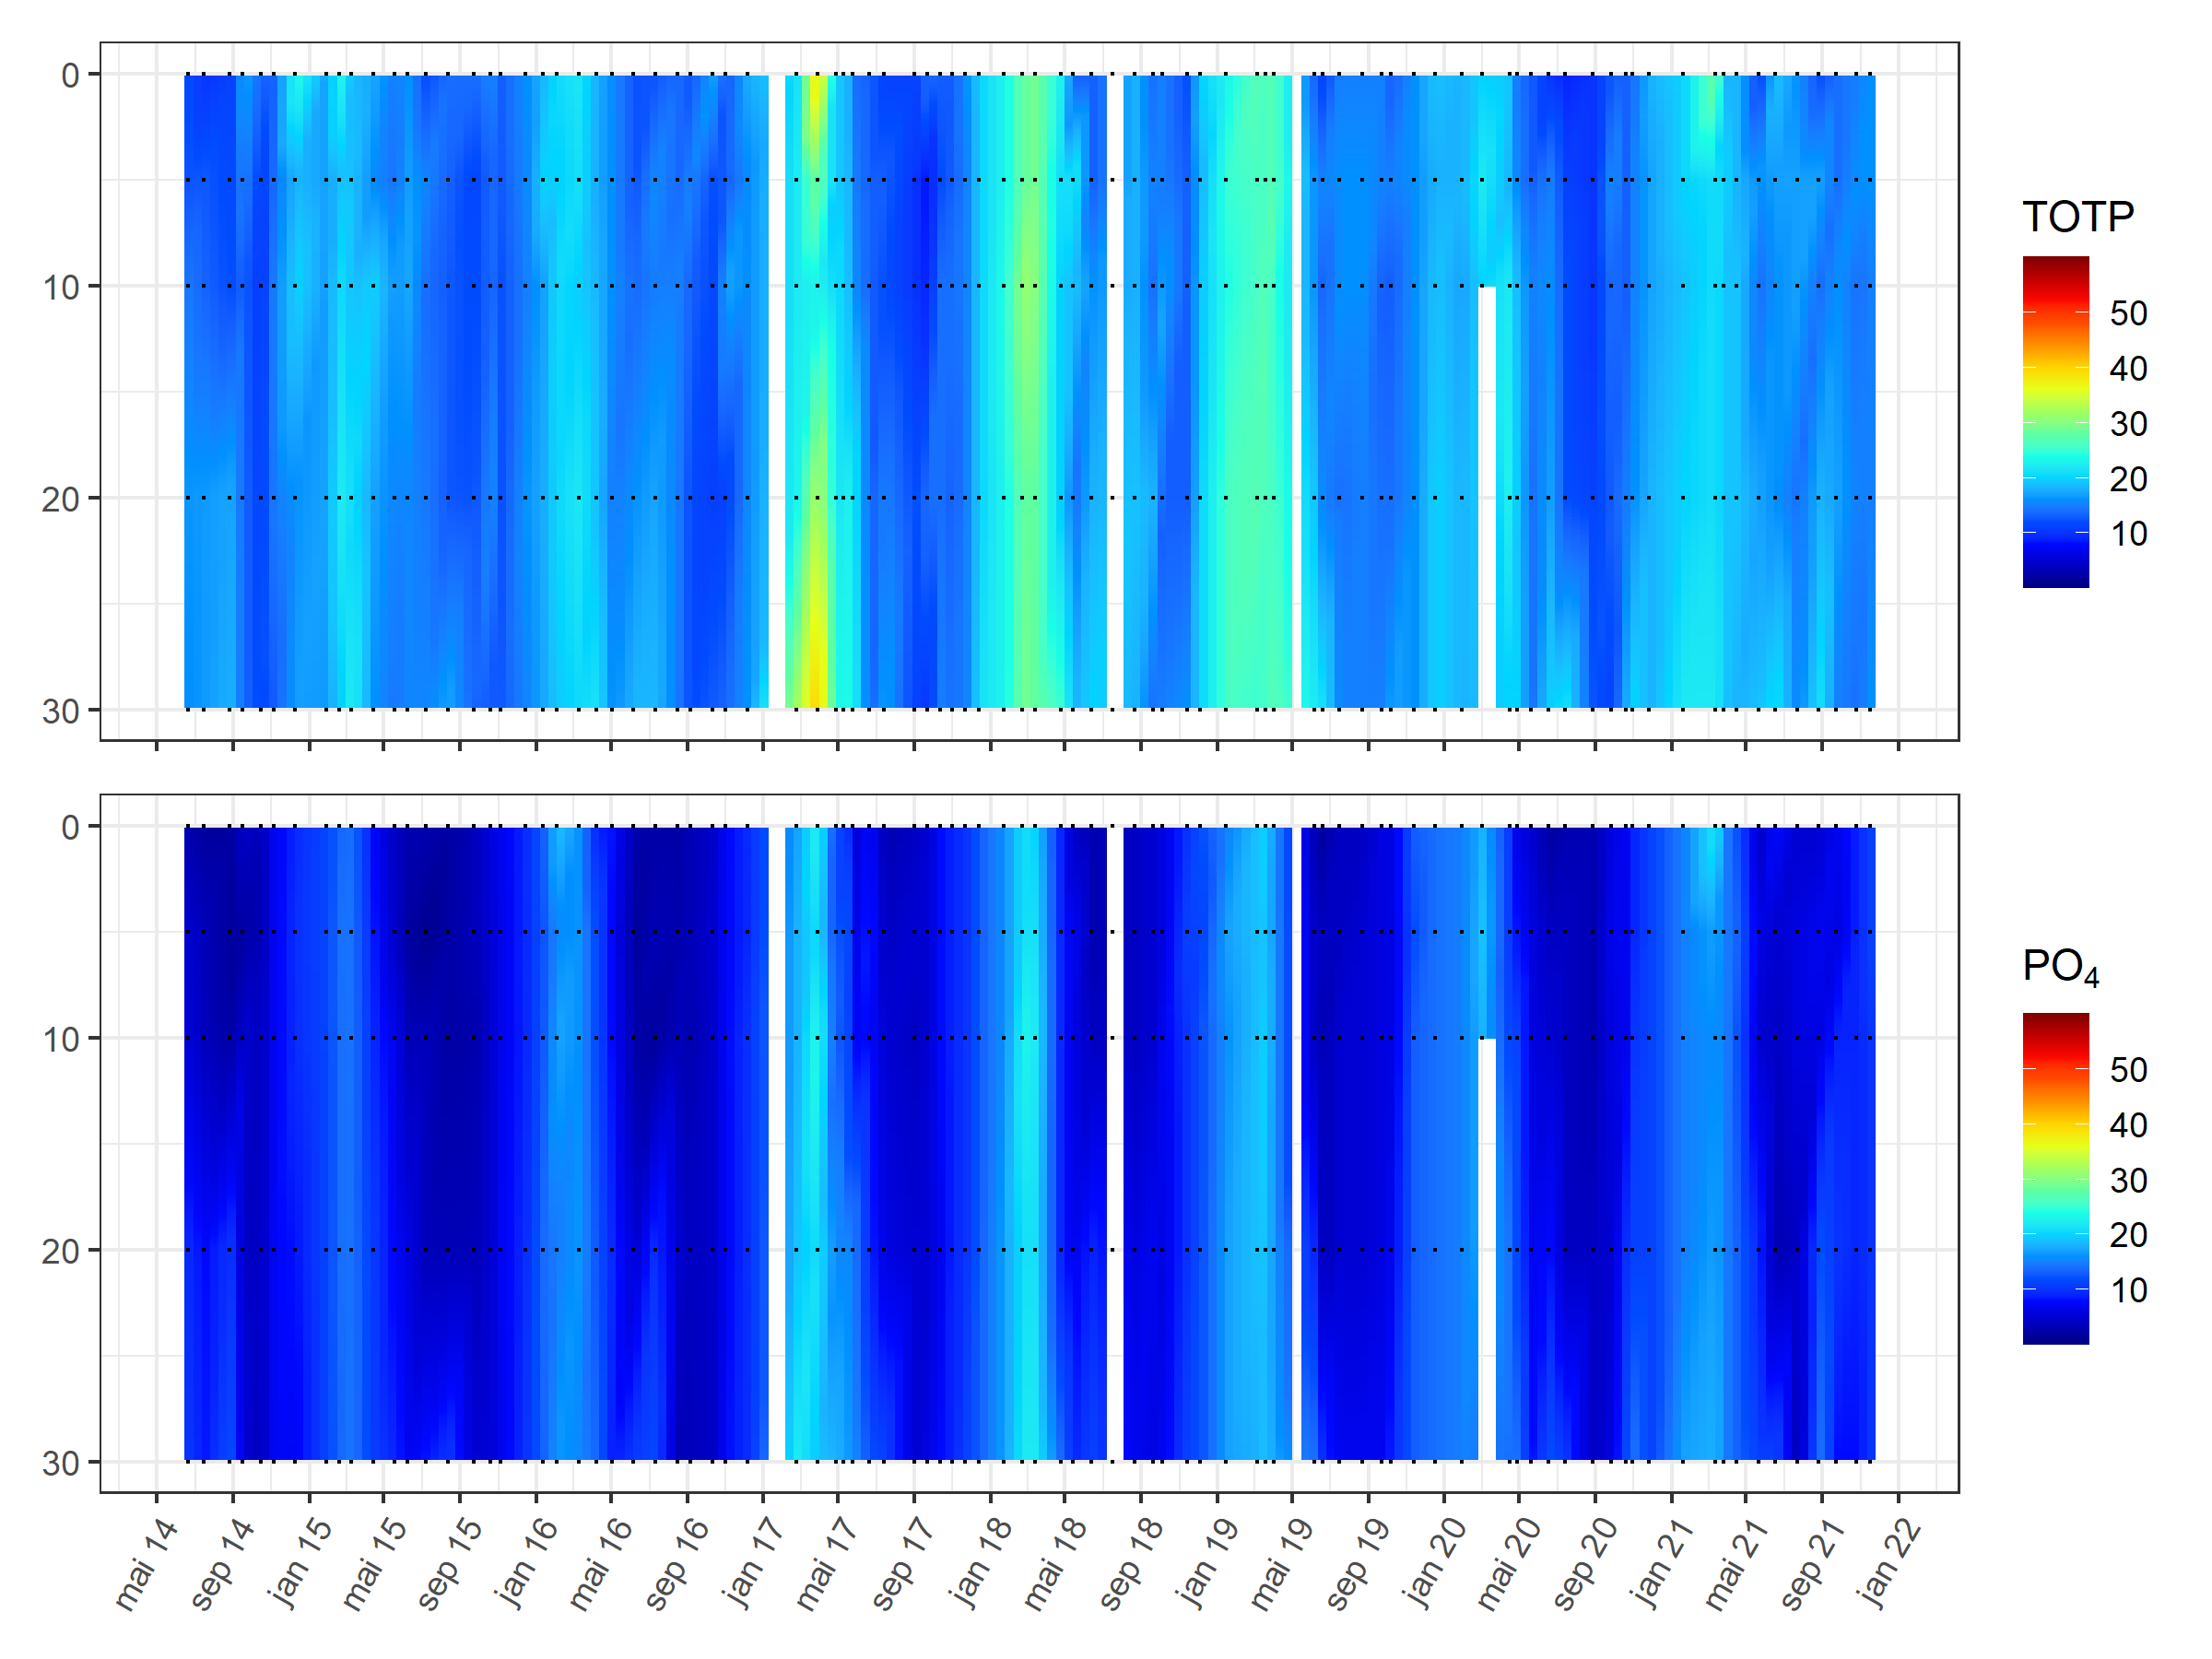 0
10
20
30
TOTP
50
40
30
20
10
0
10
20
30
PO₄
50
40
30
20
10
mai 14
sep 14
jan 15
mai 15
sep 15
jan 16
mai 16
sep 16
jan 17
mai 17
sep 17
jan 18
mai 18
sep 18
jan 19
mai 19
sep 19
jan 20
mai 20
sep 20
jan 21
mai 21
sep 21
jan 22